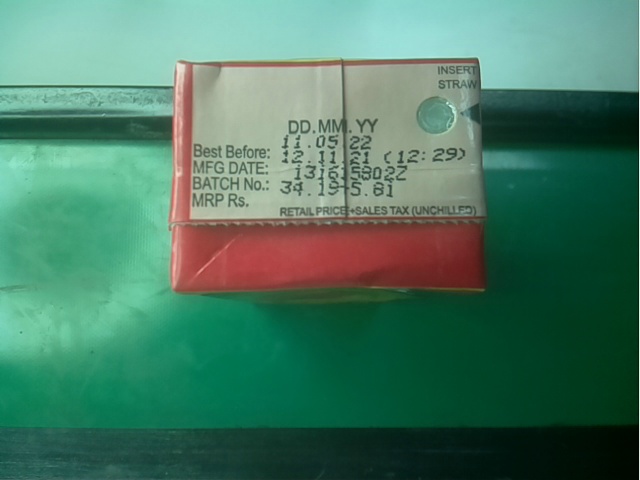 INSERT
STRAW
DD.MM.YY
Best Before: 11.05 22
MFG DATE: 12.11 21 (12:29)
BATCH No.: 13161S802Z
MRP Rs. 34.19+5.81
RETAIL PRICE +SALES TAX (UNCHILLED)